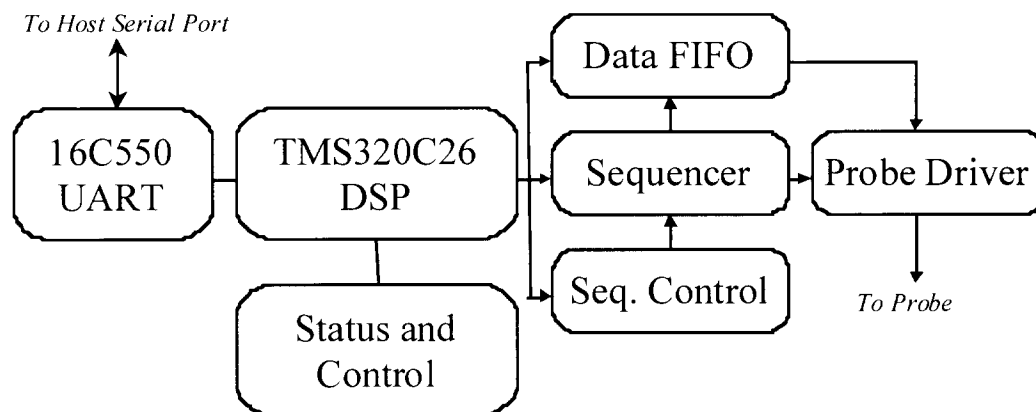 To Host Serial Port
16C550
UART
TMS320C26
DSP
Status and
Control
Data FIFO
Sequencer
Seq. Control
Probe Driver
To Probe